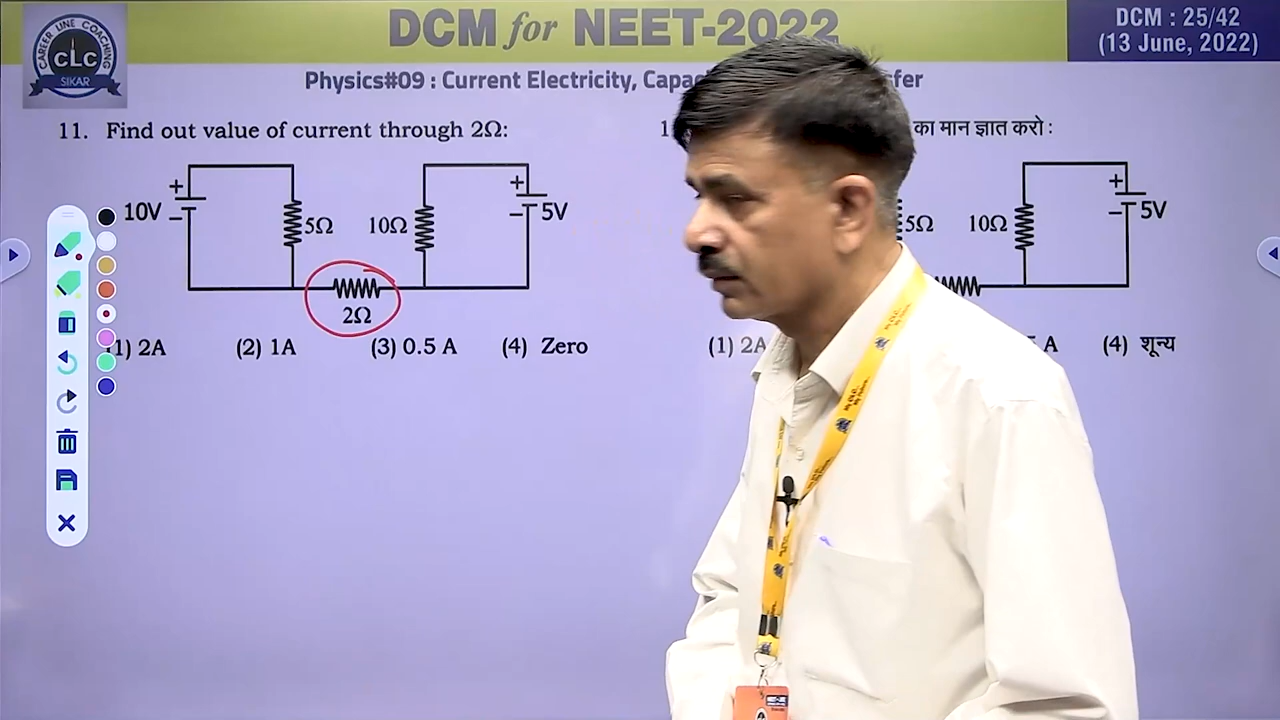 DCM for NEET-2022
DCM : 25/42
(13 June, 2022)
CAREER LINE COACHING
CLC
SIKAR
Physics#09 : Current Electricity,
11. Find out value of current through 2Ω:
का मान ज्ञात करो :
+
10V
–
5Ω
10Ω
+
–
5V
2Ω
5Ω
10Ω
+
–
5V
(1) 2A (2) 1A (3) 0.5 A (4) Zero
(1) 2A A (4) शून्य